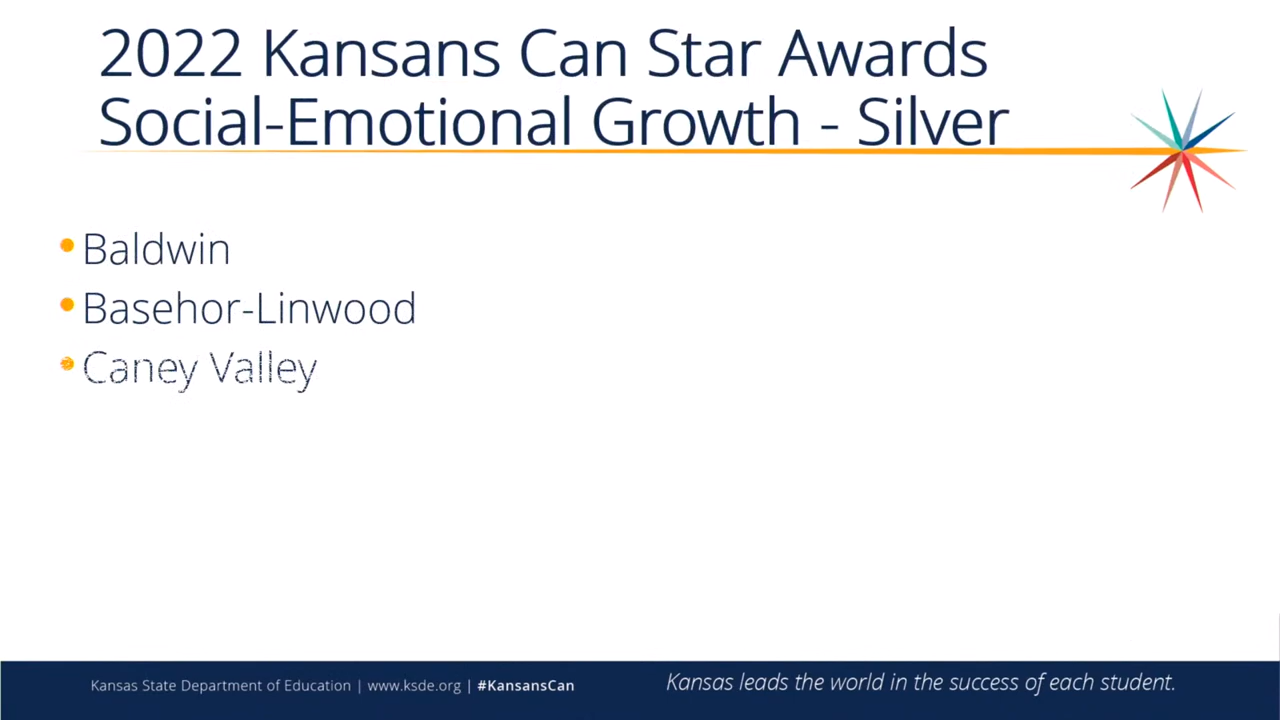 2022 Kansans Can Star Awards
Social-Emotional Growth - Silver
• Baldwin
• Basehor-Linwood
• Caney Valley
Kansas State Department of Education | www.ksde.org | #KansansCan
Kansas leads the world in the success of each student.